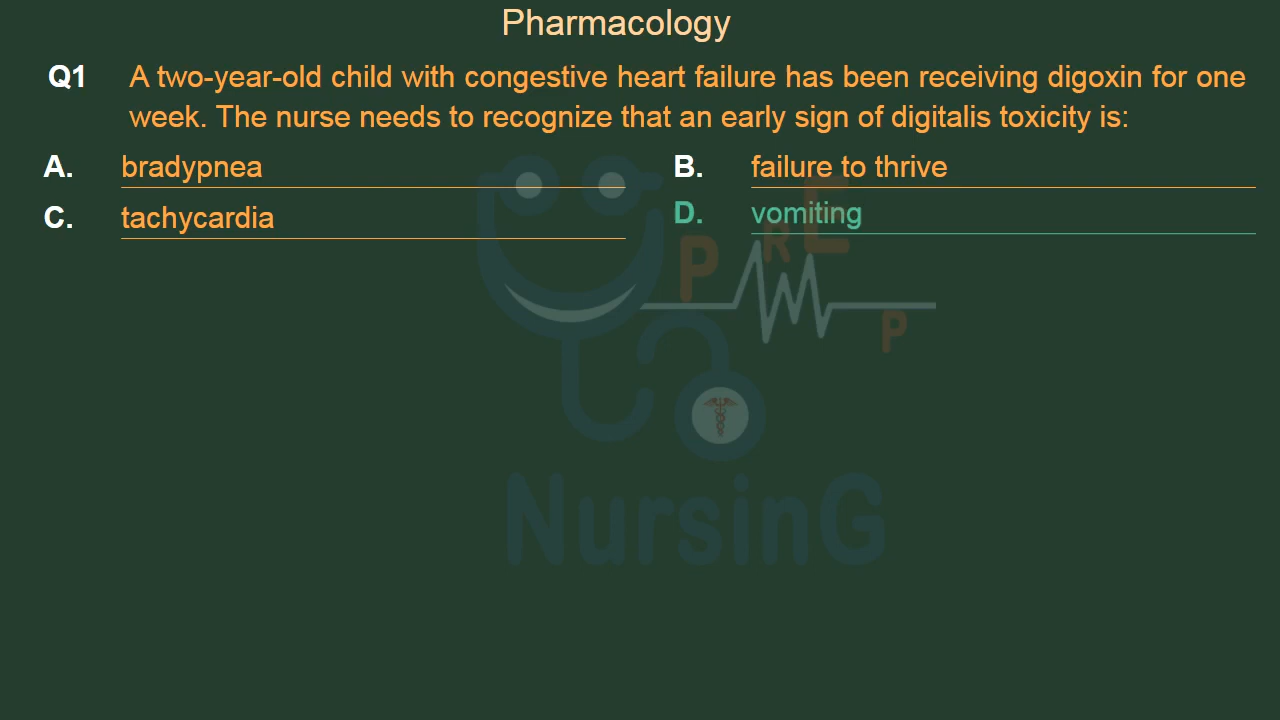 Pharmacology
Q1 A two-year-old child with congestive heart failure has been receiving digoxin for one
week. The nurse needs to recognize that an early sign of digitalis toxicity is:
A. bradypnea
B. failure to thrive
C. tachycardia
D. vomiting
PREP
NursinG